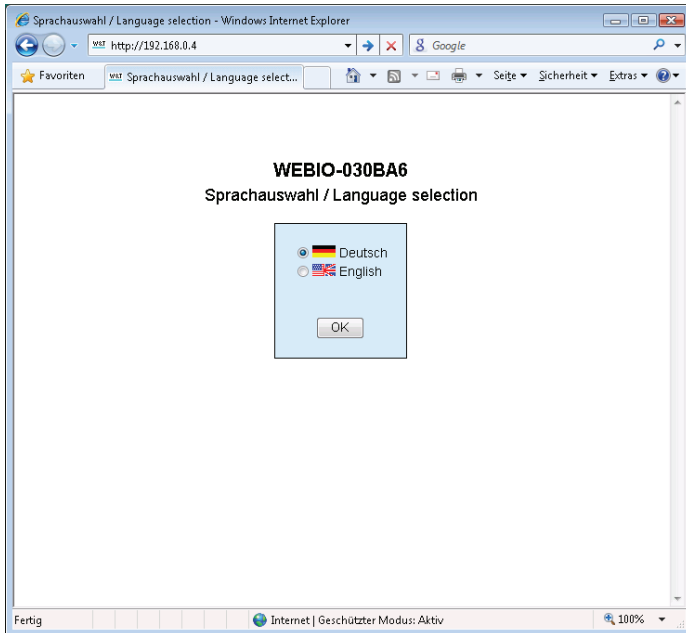 Sprachauswahl / Language selection - Windows Internet Explorer
W&T http://192.168.0.4 Google
Favoriten W&T Sprachauswahl / Language select... Seite Sicherheit Extras
WEBIO-030BA6
Sprachauswahl / Language selection
Deutsch
English
OK
Fertig Internet | Geschützter Modus: Aktiv 100%